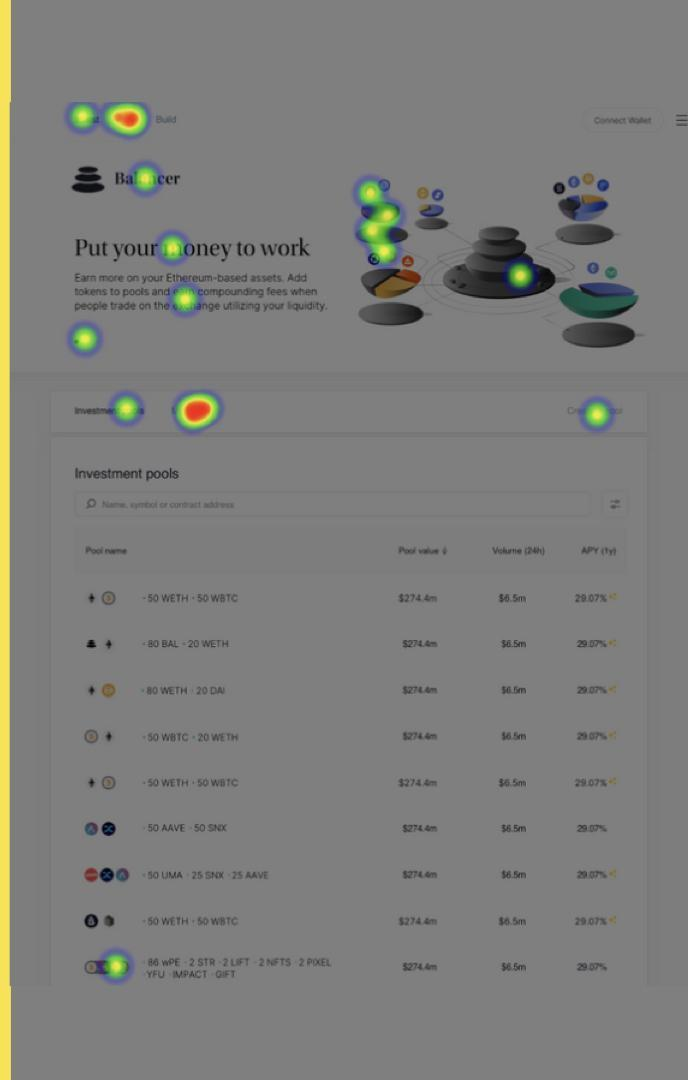 Build
Connect Wallet
Put your money to work
Earn more on your Ethereum-based assets. Add
tokens to pools and earn compounding fees when
people trade on the exchange utilizing your liquidity.
Investment pools
Name, symbol or contract address
Pool name Pool value Volume (24h) APY (1y)
50 WETH · 50 WBTC $274.4m $6.5m 29.07%
80 BAL · 20 WETH $274.4m $6.5m 29.07%
80 WETH · 20 DAI $274.4m $6.5m 29.07%
50 WBTC · 20 WETH $274.4m $6.5m 29.07%
50 WETH · 50 WBTC $274.4m $6.5m 29.07%
50 AAVE · 50 SNX $274.4m $6.5m 29.07%
50 UMA · 25 SNX · 25 AAVE $274.4m $6.5m 29.07%
50 WETH · 50 WBTC $274.4m $6.5m 29.07%
86 wPE · 2 STR · 2 LIFT · 2 NFTS · 2 PIXEL $274.4m $6.5m 29.07%
· YFU · IMPACT · GIFT